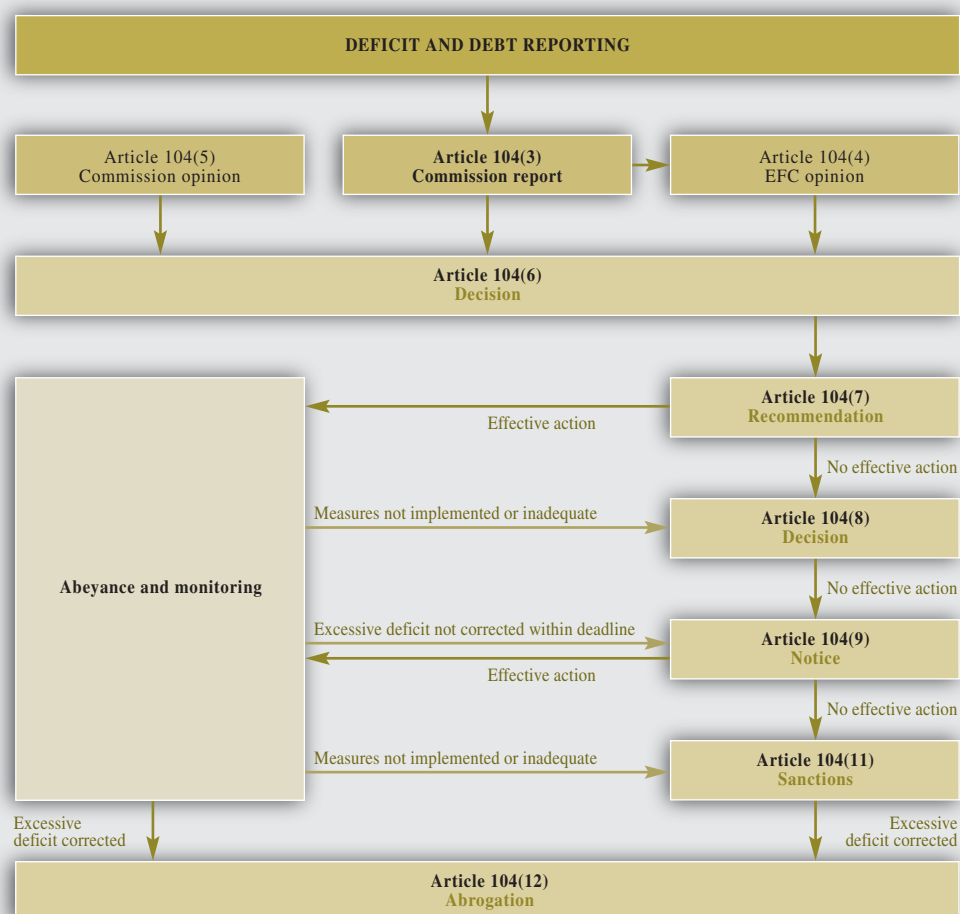 DEFICIT AND DEBT REPORTING
Article 104(5)
Commission opinion
Article 104(3)
Commission report
Article 104(4)
EFC opinion
Article 104(6)
Decision
Article 104(7)
Recommendation
Effective action
No effective action
Measures not implemented or inadequate
Article 104(8)
Decision
Abeyance and monitoring
No effective action
Excessive deficit not corrected within deadline
Article 104(9)
Notice
Effective action
No effective action
Measures not implemented or inadequate
Article 104(11)
Sanctions
Excessive
deficit corrected
Excessive
deficit corrected
Article 104(12)
Abrogation